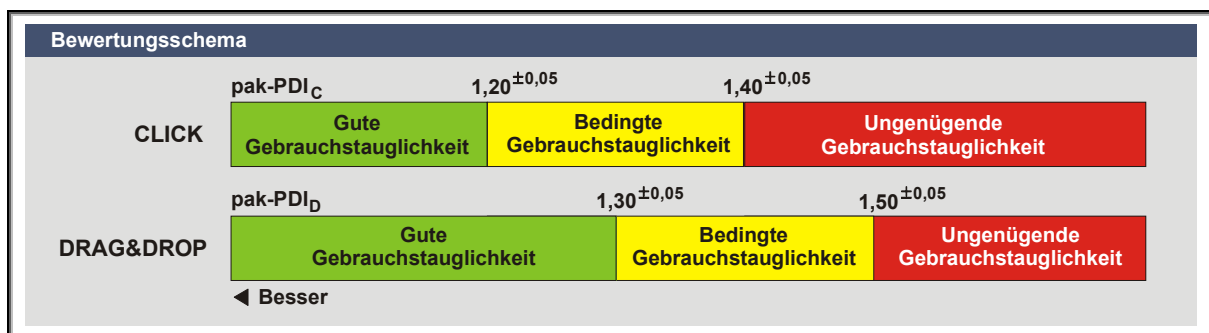 Bewertungsschema
pak-PDIC 1,20±0,05 1,40±0,05
CLICK
Gute Gebrauchstauglichkeit
Bedingte Gebrauchstauglichkeit
Ungenügende Gebrauchstauglichkeit
pak-PDID 1,30±0,05 1,50±0,05
DRAG&DROP
Gute Gebrauchstauglichkeit
Bedingte Gebrauchstauglichkeit
Ungenügende Gebrauchstauglichkeit
◄ Besser